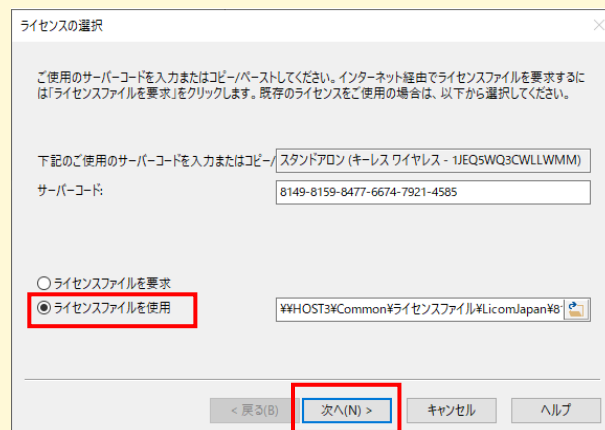 ライセンスの選択
ご使用のサーバーコードを入力またはコピー/ペーストしてください。インターネット経由でライセンスファイルを要求するに
は「ライセンスファイルを要求」をクリックします。既存のライセンスをご使用の場合は、以下から選択してください。
下記のご使用のサーバーコードを入力またはコピー/ スタンドアロン (キーレス ワイヤレス - 1JEQ5WQ3CWLLWMM)
サーバーコード: 8149-8159-8477-6674-7921-4585
ライセンスファイルを要求
ライセンスファイルを使用 ¥¥HOST3¥Common¥ライセンスファイル¥LicomJapan¥8
< 戻る(B) 次へ(N) > キャンセル ヘルプ